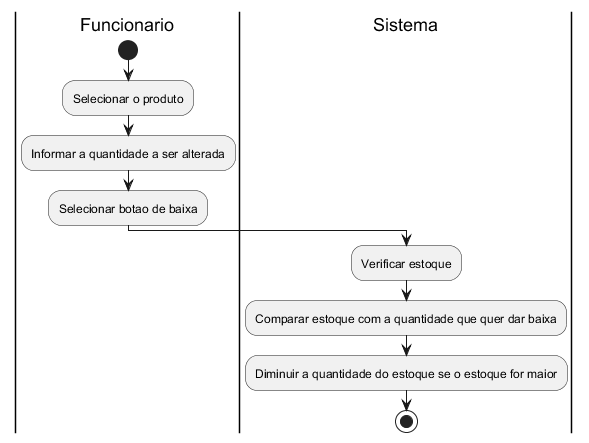 Funcionario
Sistema
Selecionar o produto
Informar a quantidade a ser alterada
Selecionar botao de baixa
Verificar estoque
Comparar estoque com a quantidade que quer dar baixa
Diminuir a quantidade do estoque se o estoque for maior